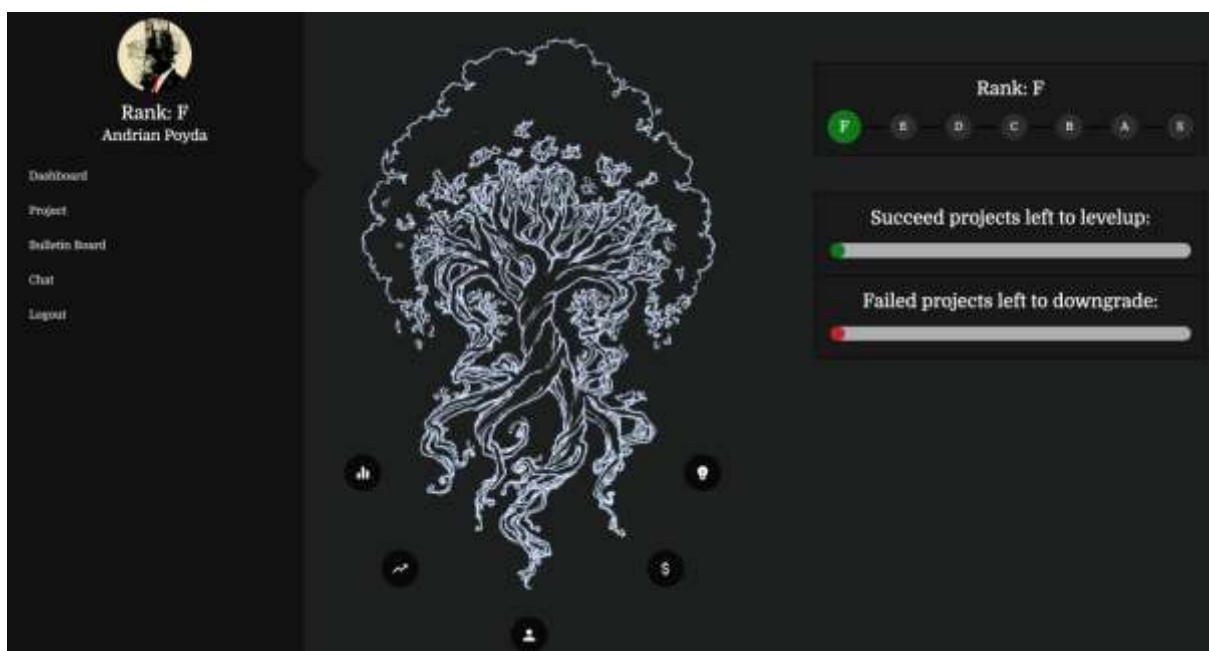 Rank: F
Andrian Poyda
Dashboard
Project
Bulletin Board
Chat
Logout
Rank: F
F E D C B A S
Succeed projects left to levelup:
Failed projects left to downgrade:
$